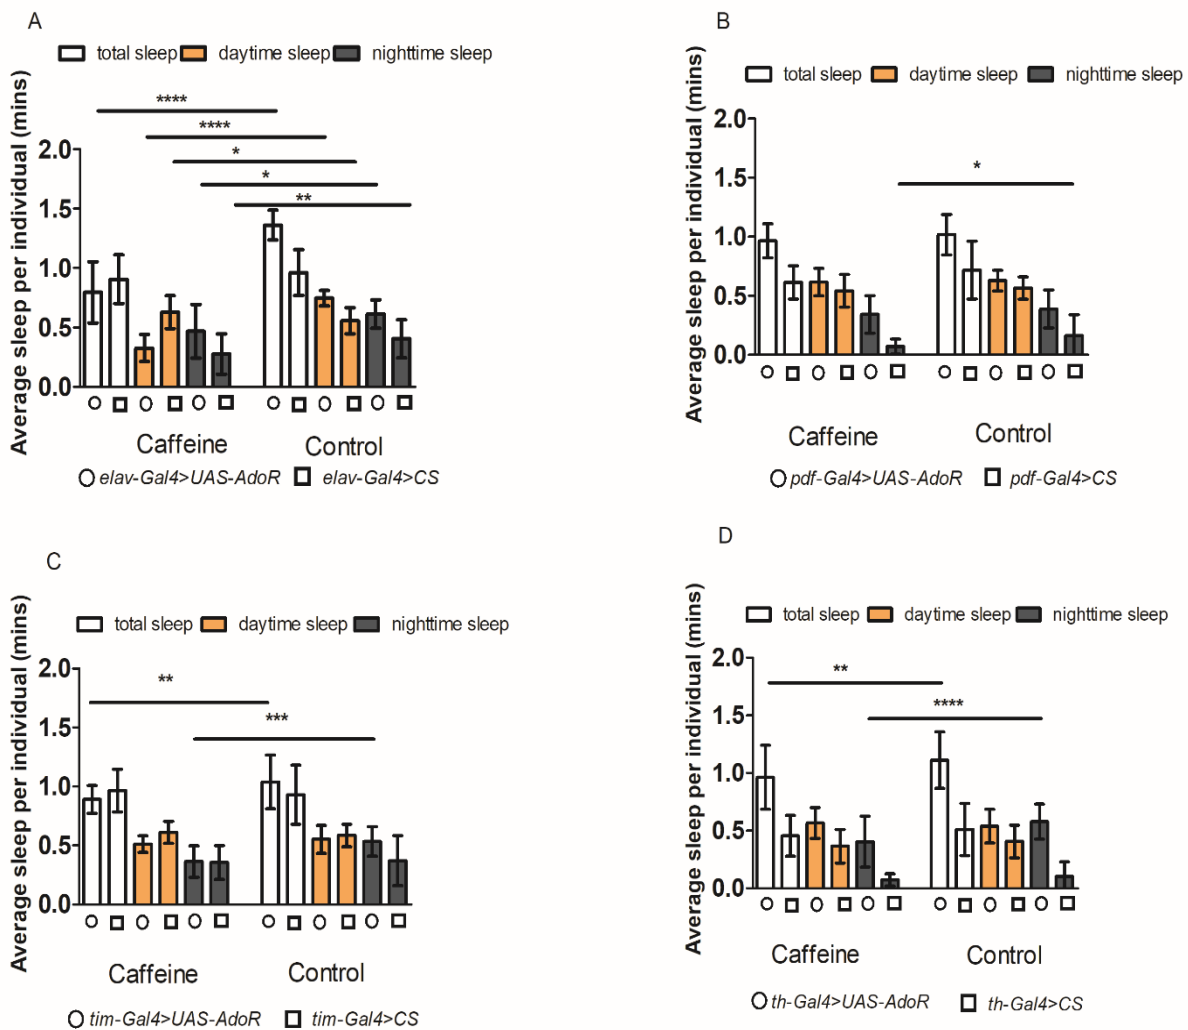 A
total sleep daytime sleep nighttime sleep
Average sleep per individual (mins)
****
****
*
*
**
2.0
1.5
1.0
0.5
0.0
Caffeine Control
elav-Gal4>UAS-AdoR elav-Gal4>CS
B
total sleep daytime sleep nighttime sleep
Average sleep per individual (mins)
*
2.0
1.5
1.0
0.5
0.0
Caffeine Control
pdf-Gal4>UAS-AdoR pdf-Gal4>CS
C
total sleep daytime sleep nighttime sleep
Average sleep per individual (mins)
**
***
2.0
1.5
1.0
0.5
0.0
Caffeine Control
tim-Gal4>UAS-AdoR tim-Gal4>CS
D
total sleep daytime sleep nighttime sleep
Average sleep per individual (mins)
**
****
2.0
1.5
1.0
0.5
0.0
Caffeine Control
th-Gal4>UAS-AdoR th-Gal4>CS